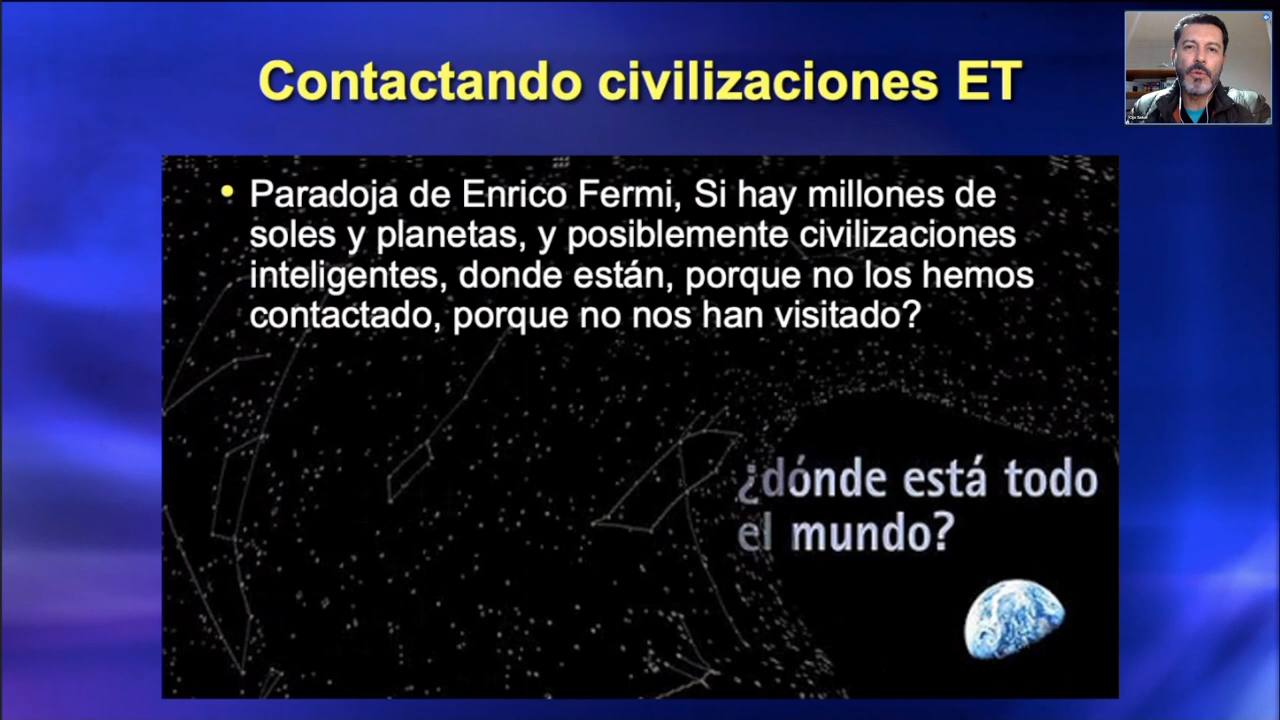 Contactando civilizaciones ET
• Paradoja de Enrico Fermi, Si hay millones de
soles y planetas, y posiblemente civilizaciones
inteligentes, donde están, porque no los hemos
contactado, porque no nos han visitado?
¿dónde está todo
el mundo?